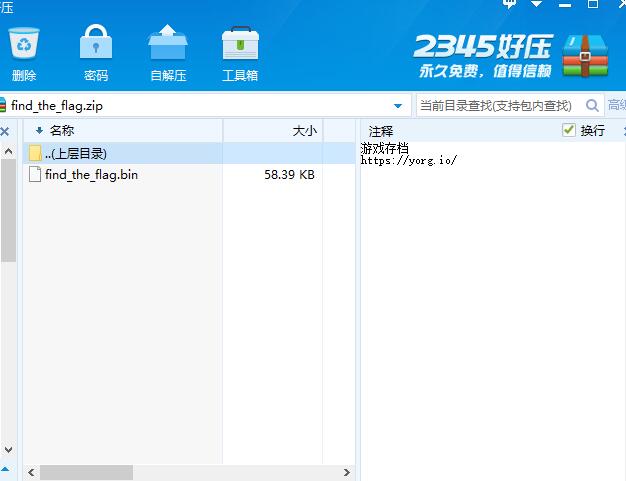 压
删除
密码
自解压
工具箱
2345好压
永久免费，值得信赖
find_the_flag.zip
当前目录查找(支持包内查找)
高级
名称
大小
注释
换行
..(上层目录)
游戏存档
https://yorg.io/
find_the_flag.bin
58.39 KB